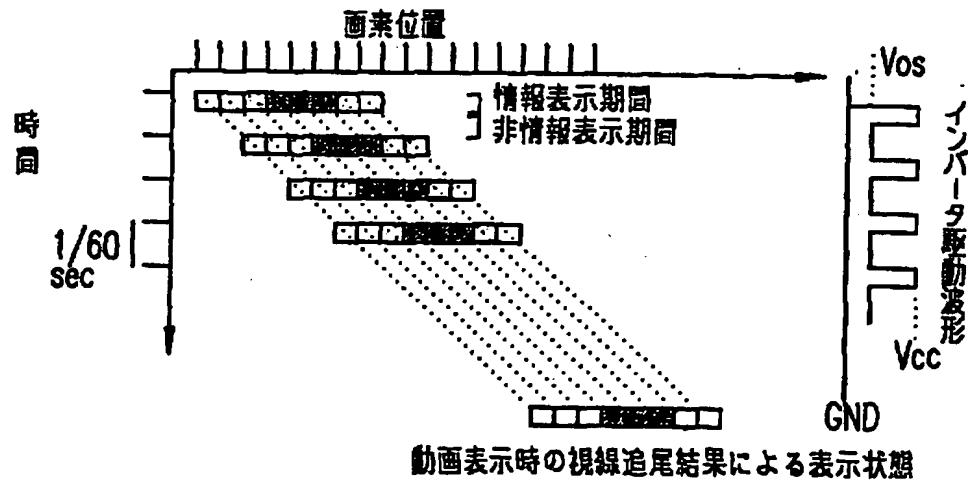 画素位置
時間
情報表示期間
非情報表示期間
1/60
sec
Vos
インバータ駆動波形
Vcc
GND
動画表示時の視線追尾結果による表示状態